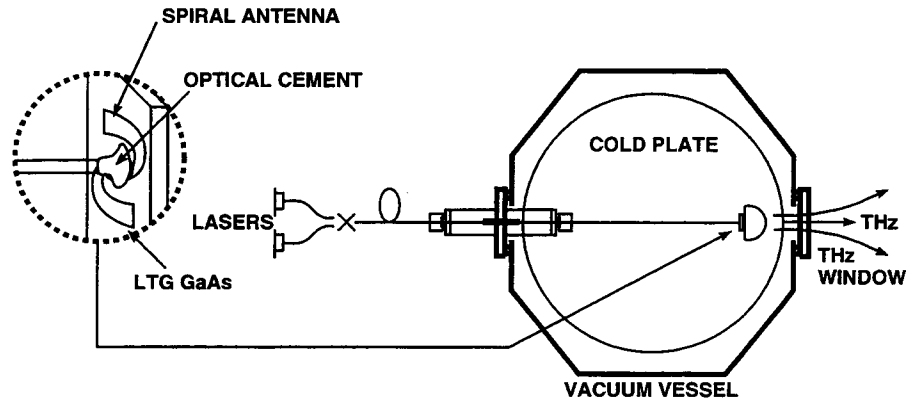 SPIRAL ANTENNA
OPTICAL CEMENT
COLD PLATE
LASERS
THz
LTG GaAs
THz
WINDOW
VACUUM VESSEL